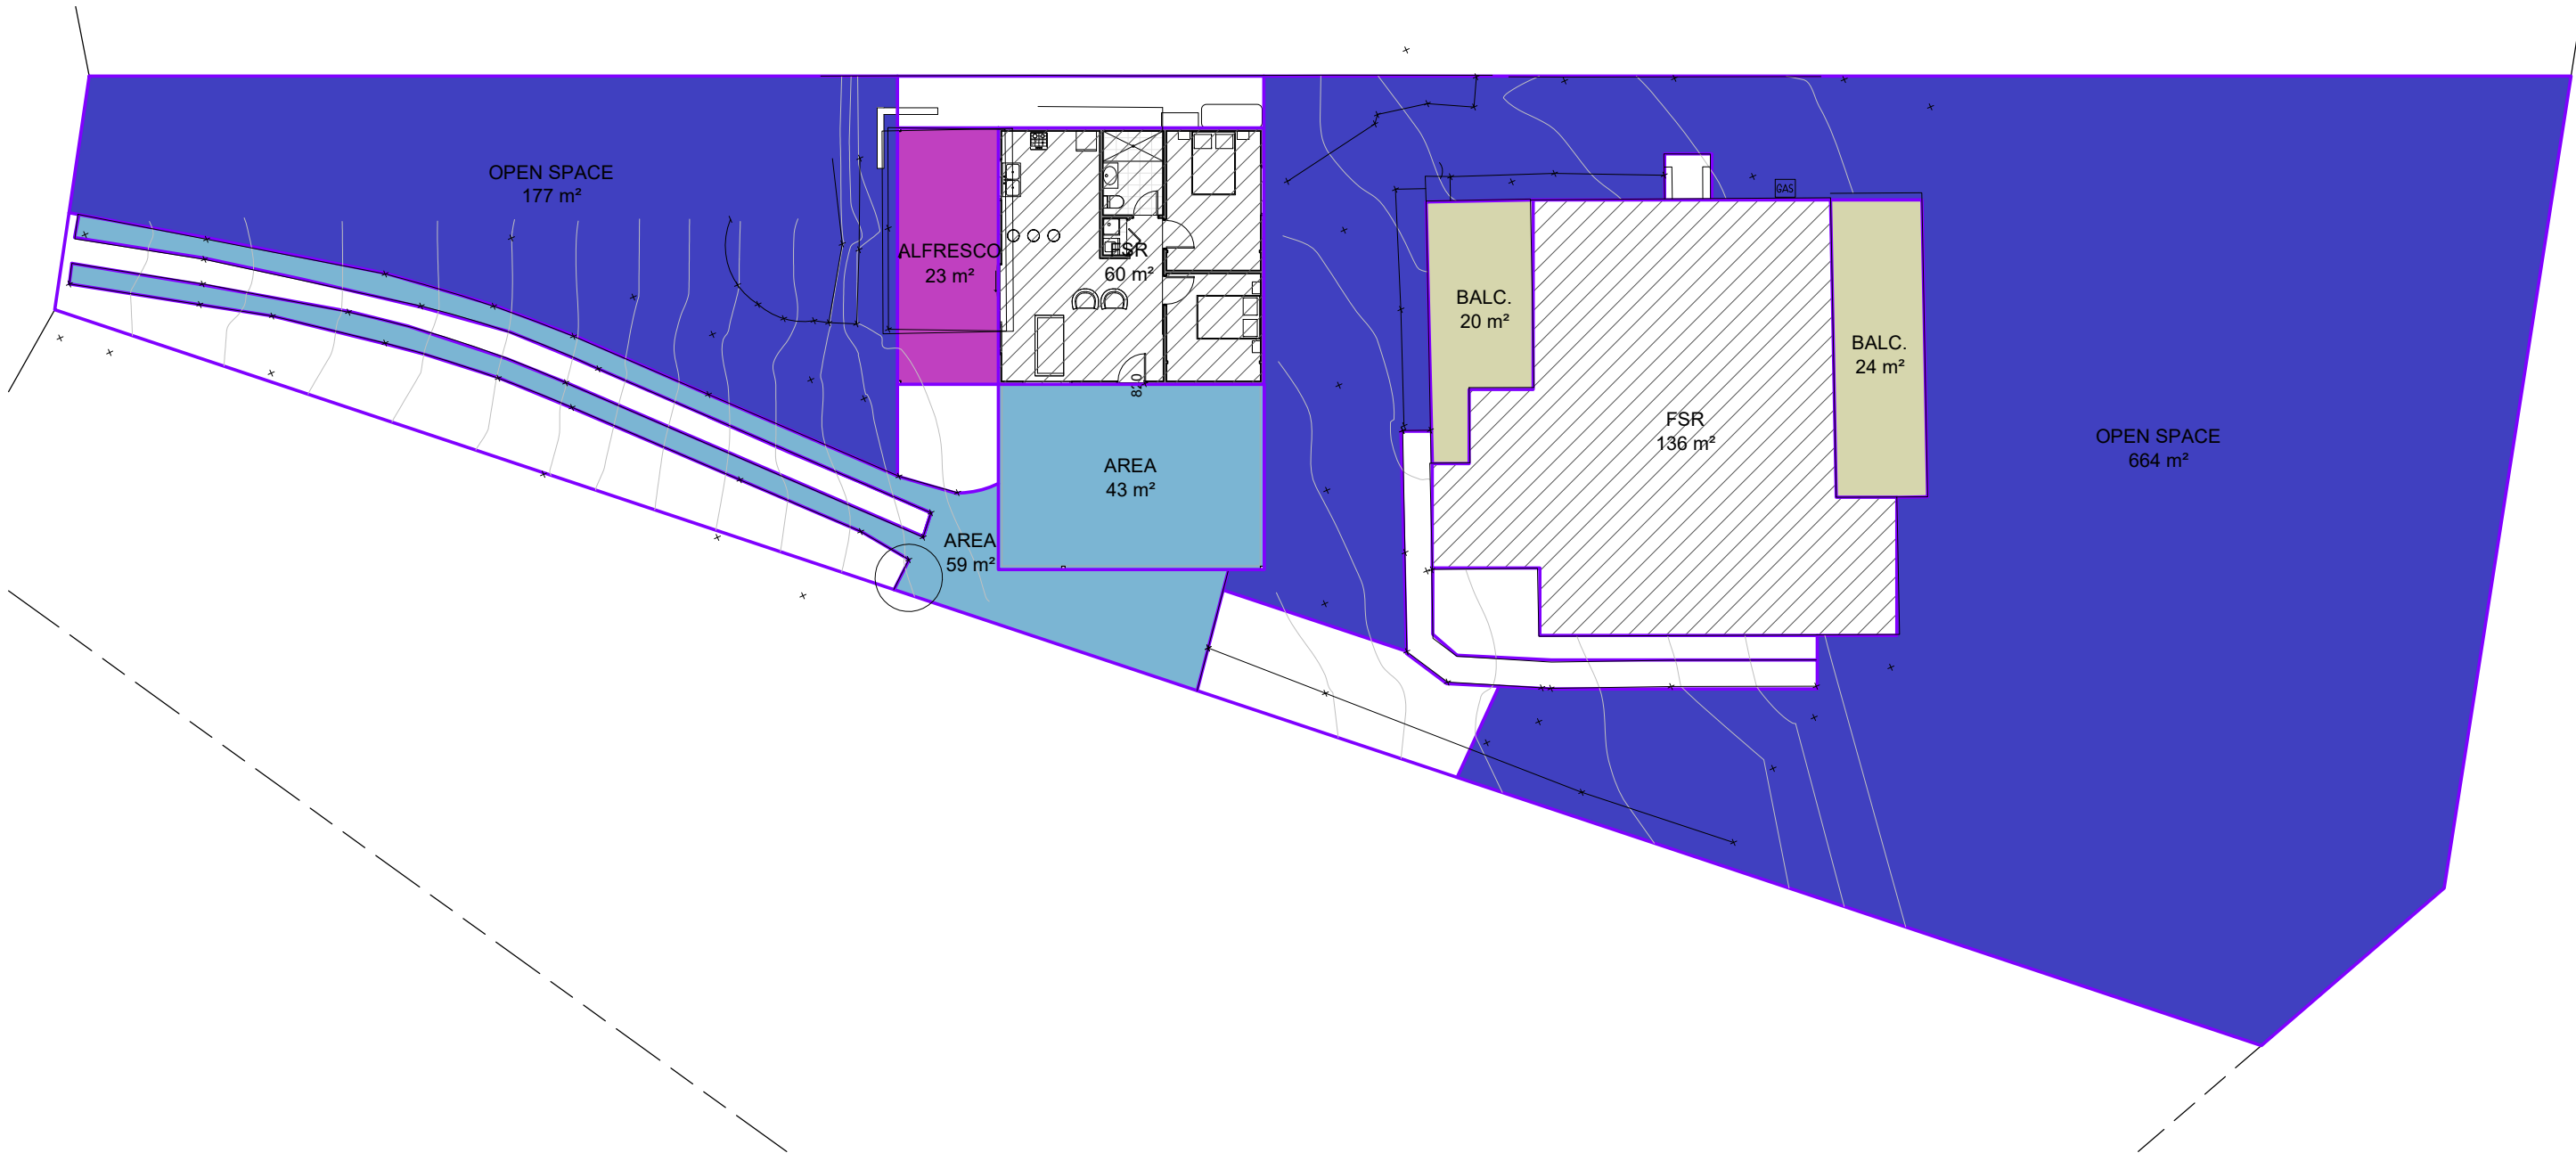 OPEN SPACE
177 m²
ALFRESCO
23 m²
FSR
60 m²
820
AREA
43 m²
AREA
59 m²
GAS
BALC.
20 m²
BALC.
24 m²
FSR
136 m²
OPEN SPACE
664 m²